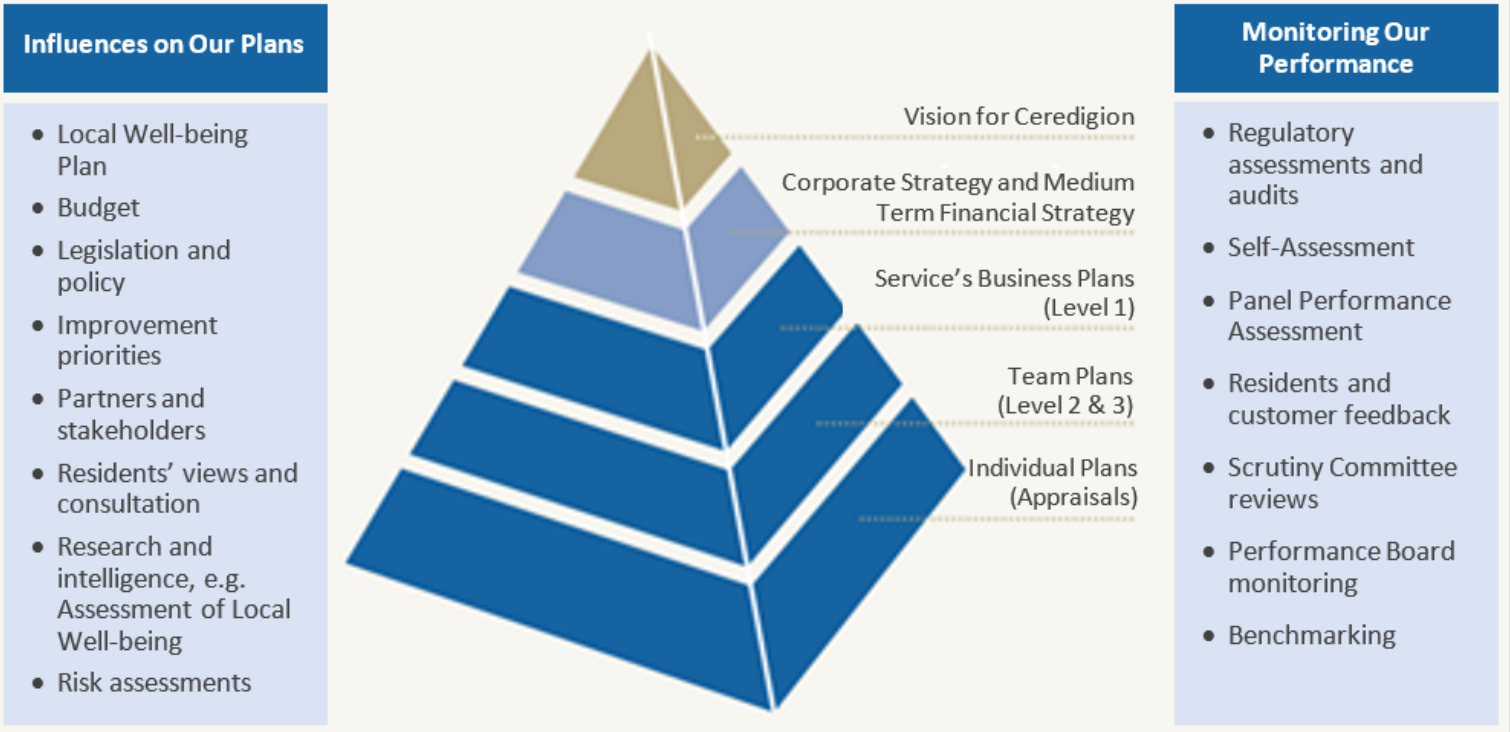 Influences on Our Plans
• Local Well-being
Plan
• Budget
• Legislation and
policy
• Improvement
priorities
• Partners and
stakeholders
• Residents’ views and
consultation
• Research and
intelligence, e.g.
Assessment of Local
Well-being
• Risk assessments
Vision for Ceredigion
Corporate Strategy and Medium
Term Financial Strategy
Service’s Business Plans
(Level 1)
Team Plans
(Level 2 & 3)
Individual Plans
(Appraisals)
Monitoring Our
Performance
• Regulatory
assessments and
audits
• Self-Assessment
• Panel Performance
Assessment
• Residents and
customer feedback
• Scrutiny Committee
reviews
• Performance Board
monitoring
• Benchmarking